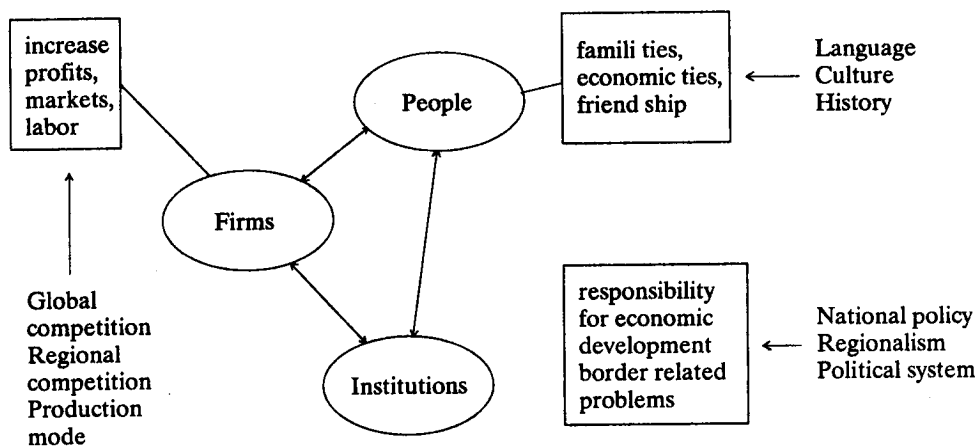 increase
profits,
markets,
labor
People
famili ties,
economic ties,
friend ship
Language
Culture
History
Firms
Global
competition
Regional
competition
Production
mode
Institutions
responsibility
for economic
development
border related
problems
National policy
Regionalism
Political system